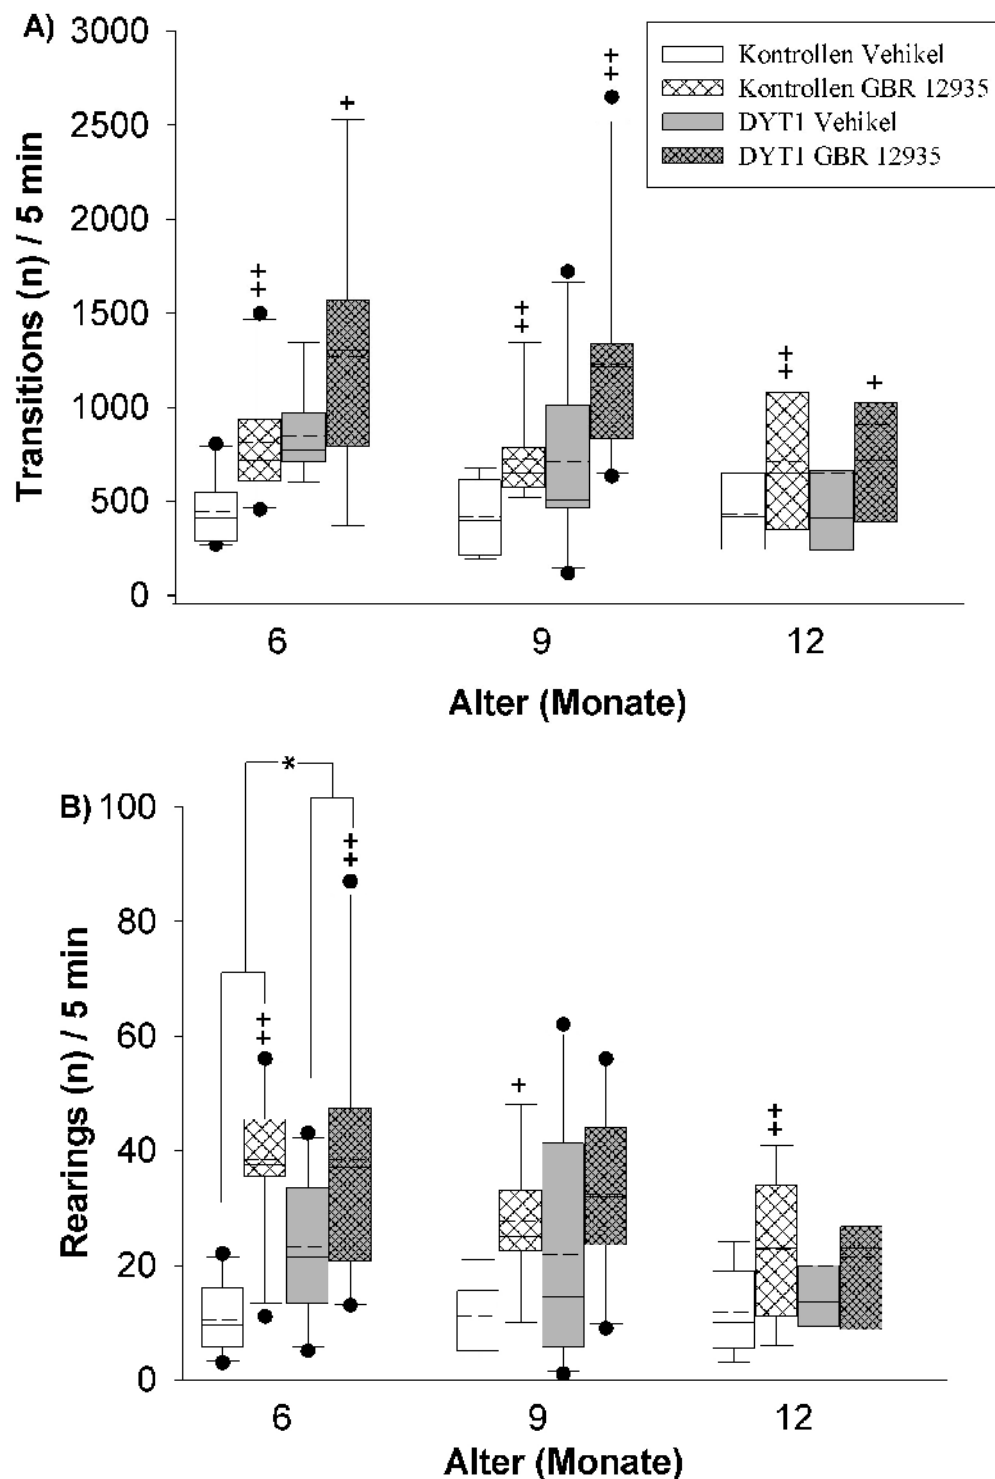 A)
Transitions (n) / 5 min
3000
2500
2000
1500
1000
500
0
Kontrollen Vehikel
Kontrollen GBR 12935
DYT1 Vehikel
DYT1 GBR 12935
++
+
++
++
++
+
6 9 12
Alter (Monate)
B)
Rearings (n) / 5 min
100
80
60
40
20
0
*
++
++
+
++
6 9 12
Alter (Monate)